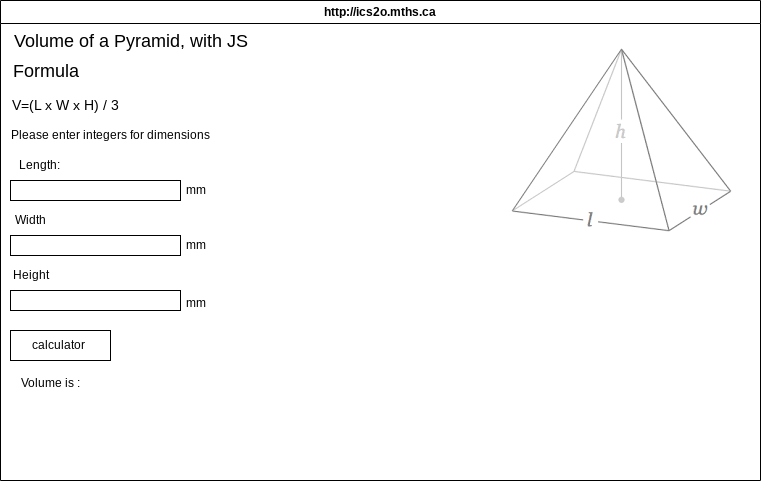 http://ics2o.mths.ca
Volume of a Pyramid, with JS
Formula
V=(L x W x H) / 3
Please enter integers for dimensions
Length:
mm
Width
mm
Height
mm
calculator
Volume is :
h
l
w